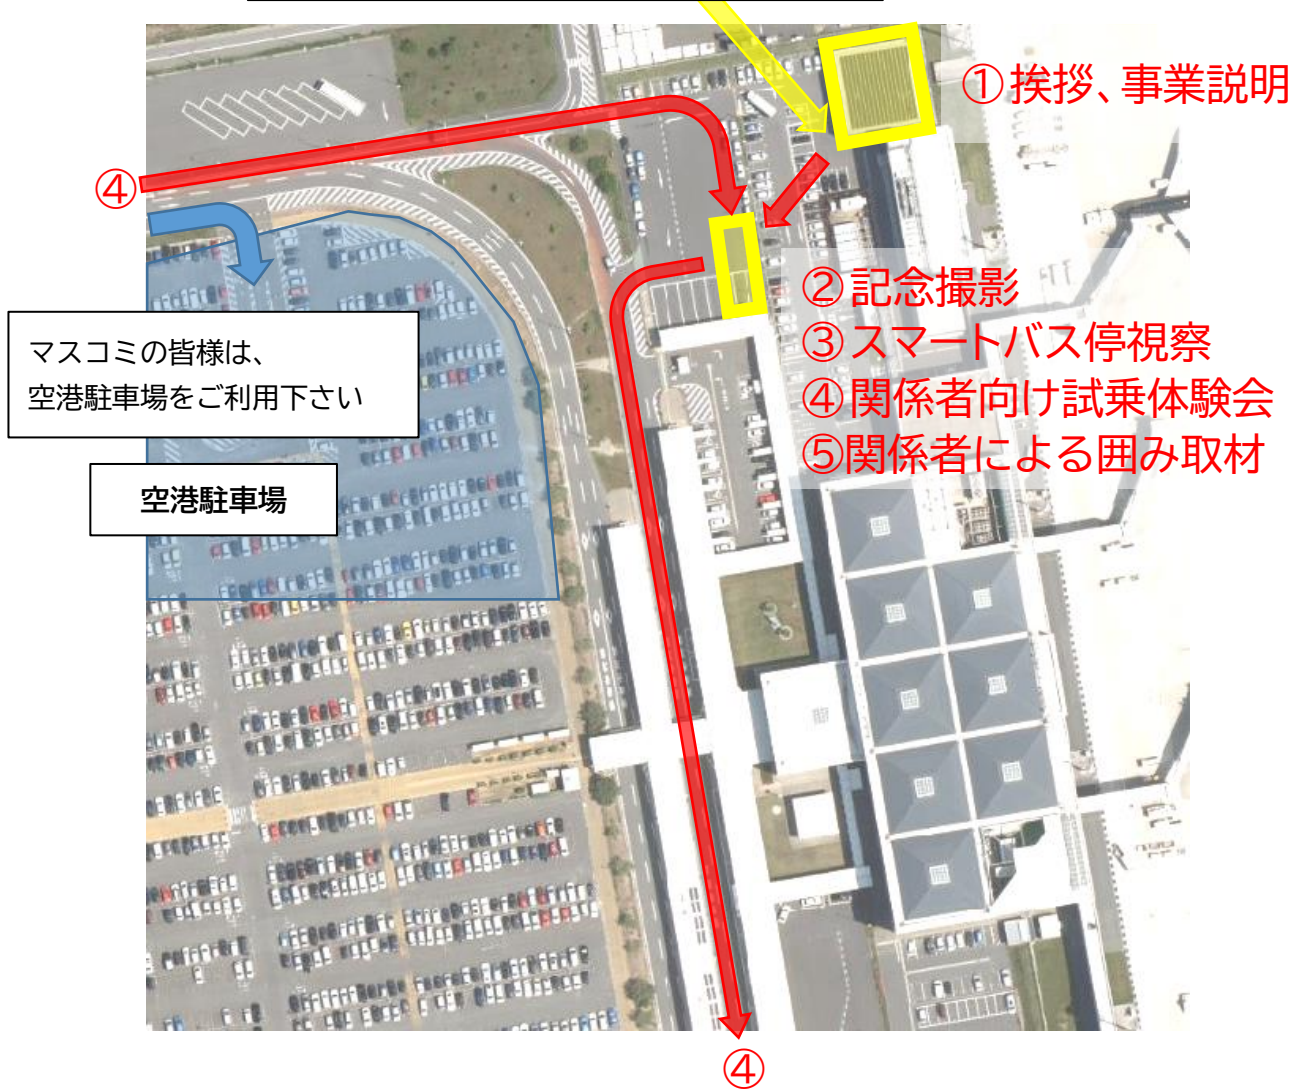 ①挨拶、事業説明
④
②記念撮影
③スマートバス停視察
④関係者向け試乗体験会
⑤関係者による囲み取材
マスコミの皆様は、
空港駐車場をご利用下さい
空港駐車場
④